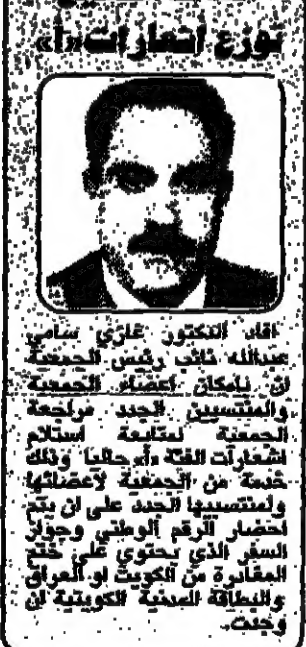 توزع اشعارات «أ»
افاد الدكتور غازي سامي
عبدالله نائب رئيس الجمعية
ان بامكان اعضاء الجمعية
والمنتسبين الجدد مراجعة
الجمعية لمتابعة استلام
اشعارات الفئة «أ» حاليا وذلك
خدمة من الجمعية لاعضائها
ولمنتسبيها الجدد على ان يتم
احضار الرقم الوطني وجواز
السفر الذي يحتوي على ختم
المغادرة من الكويت او العراق
والبطاقة المدنية الكويتية ان
وجدت.